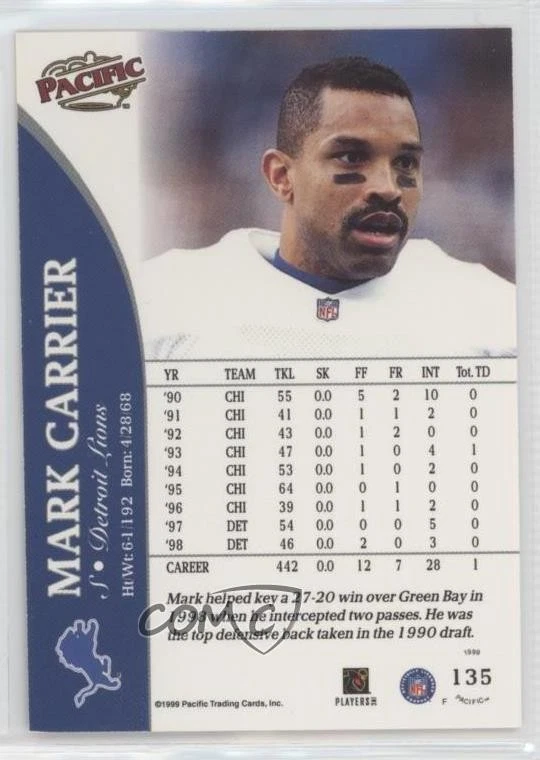 PACIFIC
MARK CARRIER
S • Detroit Lions
Ht/Wt: 6-1/192 Born: 4/28/68
NFL
YR TEAM TKL SK FF FR INT Tot. TD
'90 CHI 55 0.0 5 2 10 0
'91 CHI 41 0.0 1 1 2 0
'92 CHI 43 0.0 1 2 0 0
'93 CHI 47 0.0 1 0 4 1
'94 CHI 53 0.0 1 0 2 0
'95 CHI 64 0.0 0 1 0 0
'96 CHI 39 0.0 1 1 2 0
'97 DET 54 0.0 0 0 5 0
'98 DET 46 0.0 2 0 3 0
CAREER 442 0.0 12 7 28 1
Mark helped key a 27-20 win over Green Bay in
1998 when he intercepted two passes. He was
the top defensive back taken in the 1990 draft.
COMC
©1999 Pacific Trading Cards, Inc.
PLAYERS INC
NFL
1999
135
F PACIFIC